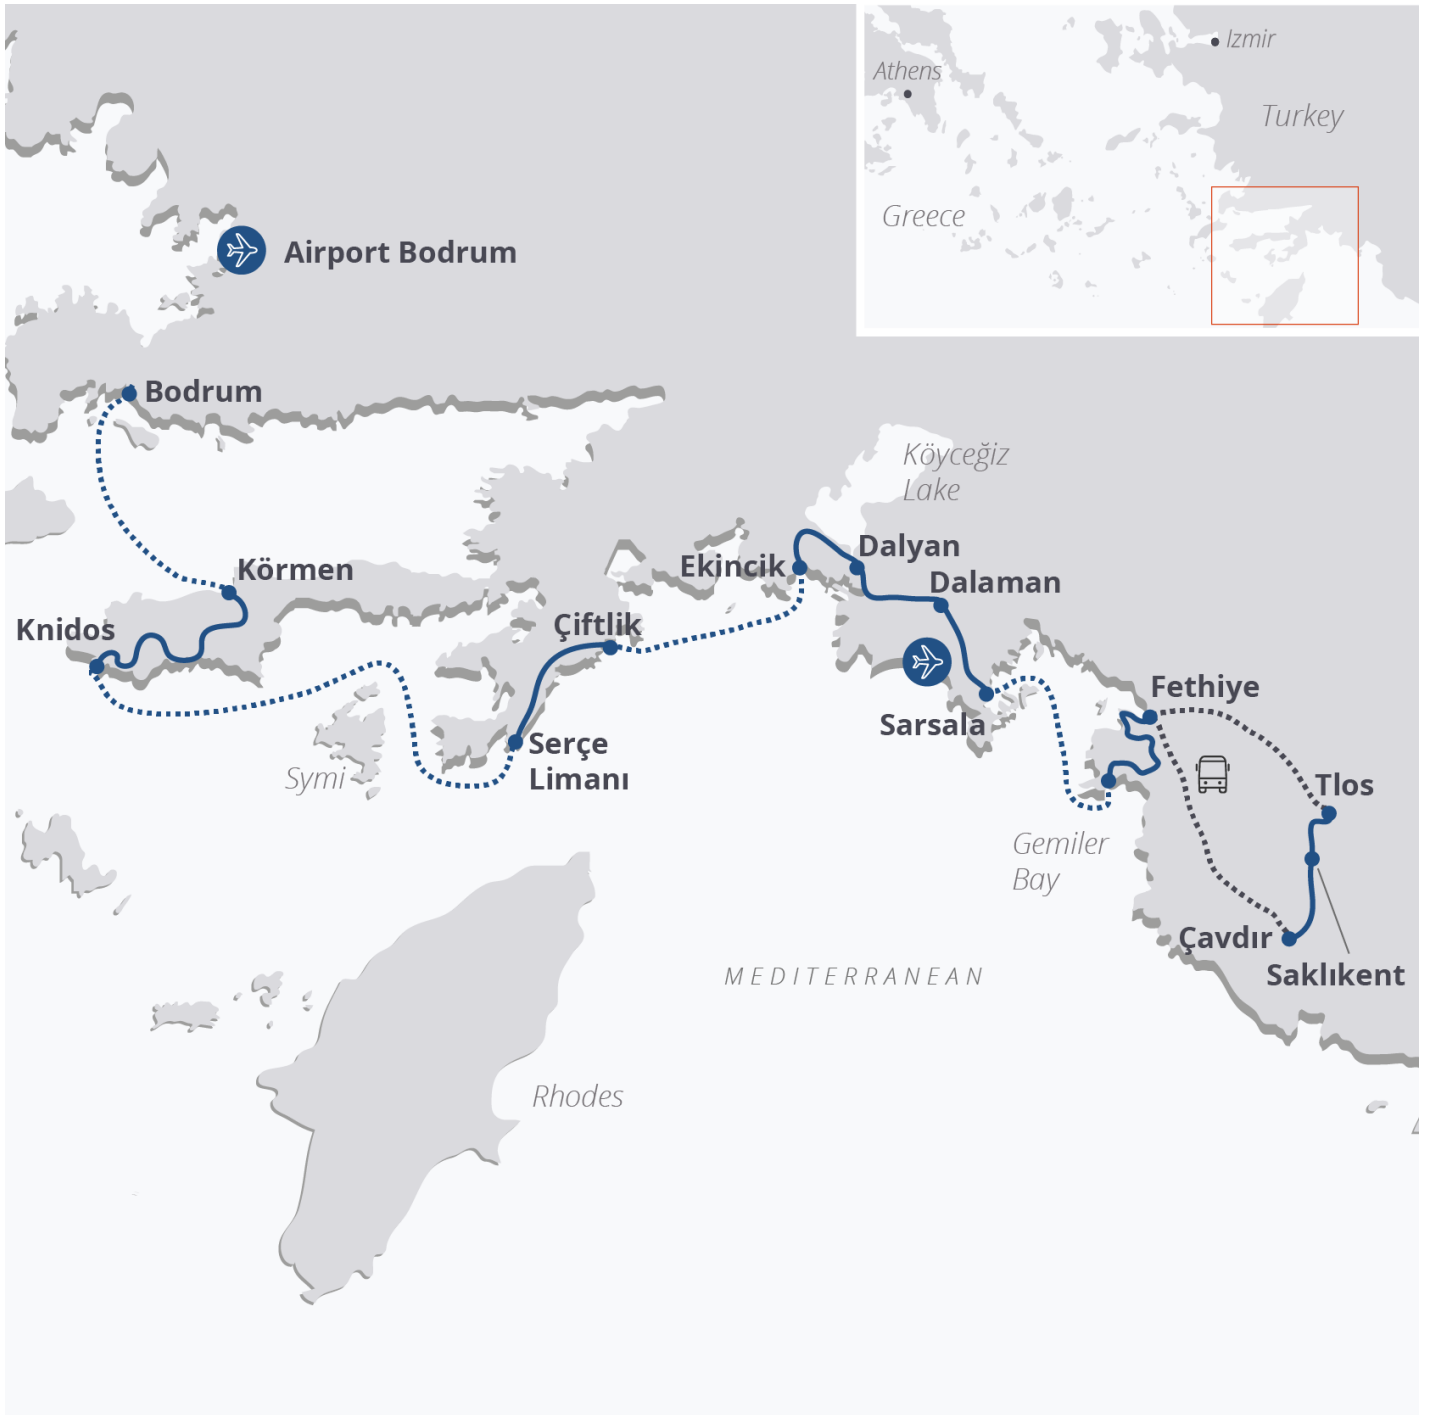 Izmir
Athens
Turkey
Greece
Airport Bodrum
Bodrum
Köyceğiz
Lake
Dalyan
Ekincik
Körmen
Dalaman
Knidos
Çiftlik
Fethiye
Sarsala
Serçe
Limanı
Symi
Tlos
Gemiler
Bay
Çavdır
Saklıkent
MEDITERRANEAN
Rhodes